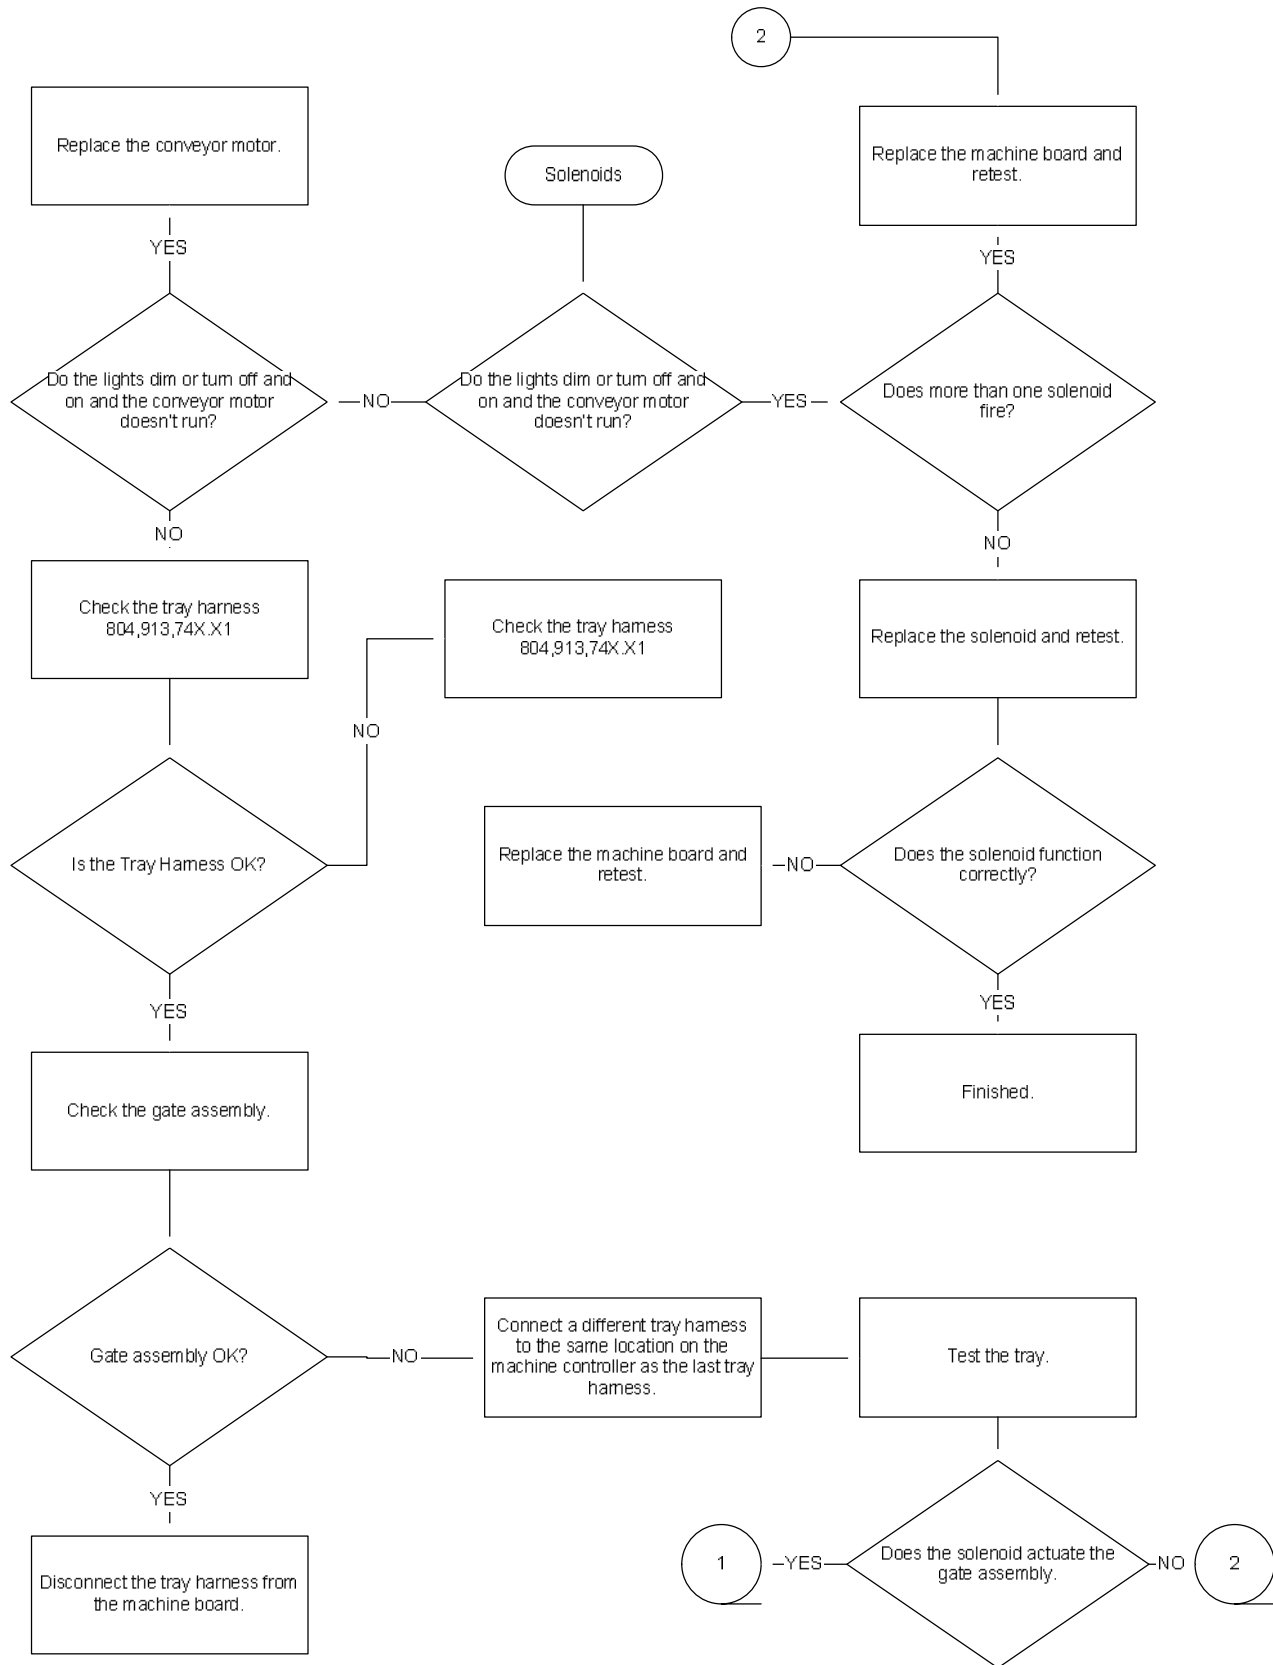 2
Replace the conveyor motor.
Solenoids
Replace the machine board and
retest.
YES
YES
Do the lights dim or turn off and
on and the conveyor motor
doesn't run?
NO
Do the lights dim or turn off and
on and the conveyor motor
doesn't run?
YES
Does more than one solenoid
fire?
NO
NO
Check the tray harness
804,913,74X.X1
Check the tray harness
804,913,74X.X1
Replace the solenoid and retest.
NO
Is the Tray Harness OK?
Replace the machine board and
retest.
NO
Does the solenoid function
correctly?
YES
YES
Check the gate assembly.
Finished.
Gate assembly OK?
NO
Connect a different tray harness
to the same location on the
machine controller as the last tray
harness.
Test the tray.
YES
Disconnect the tray harness from
the machine board.
1
YES
Does the solenoid actuate the
gate assembly.
NO
2